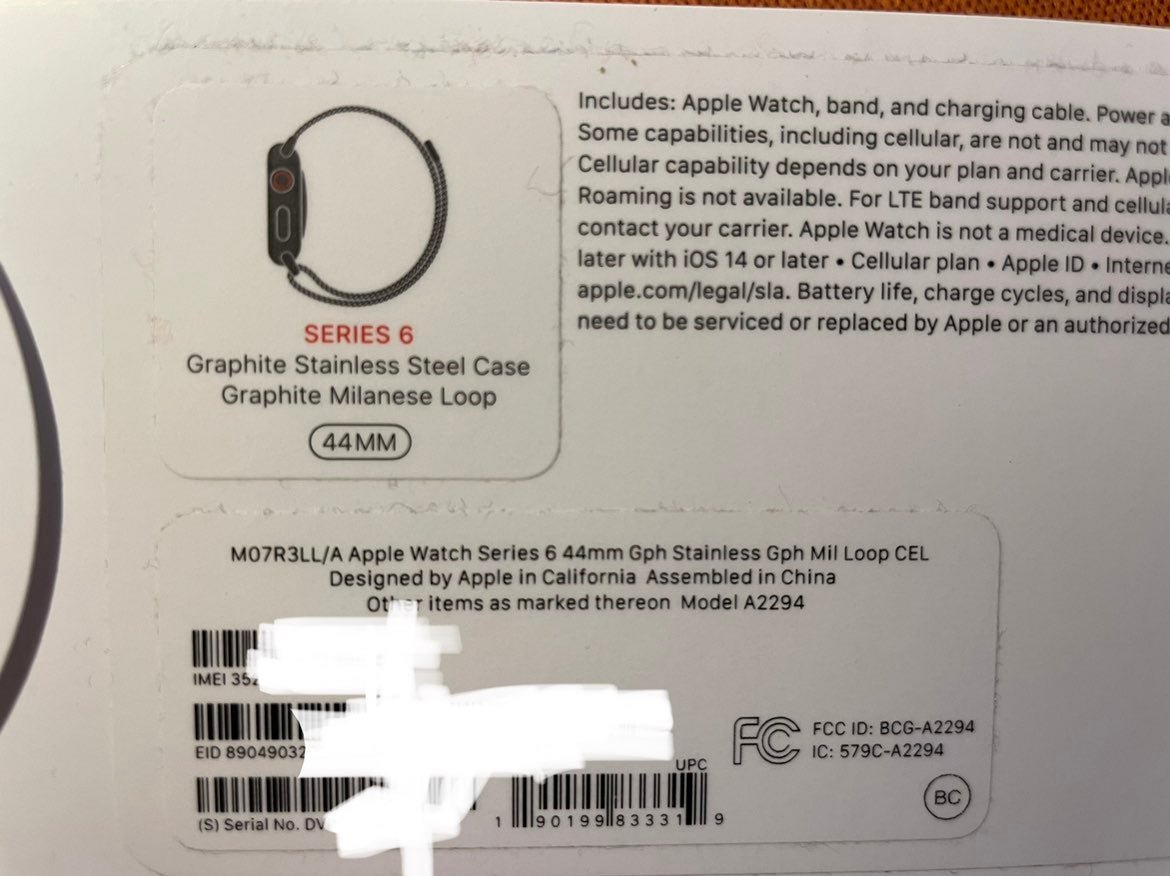 Includes: Apple Watch, band, and charging cable. Power a
Some capabilities, including cellular, are not and may not
Cellular capability depends on your plan and carrier. Appl
Roaming is not available. For LTE band support and cellula
contact your carrier. Apple Watch is not a medical device.
later with iOS 14 or later • Cellular plan • Apple ID • Interne
apple.com/legal/sla. Battery life, charge cycles, and displa
need to be serviced or replaced by Apple or an authorized
SERIES 6
Graphite Stainless Steel Case
Graphite Milanese Loop
44MM
M07R3LL/A Apple Watch Series 6 44mm Gph Stainless Gph Mil Loop CEL
Designed by Apple in California Assembled in China
Other items as marked thereon Model A2294
IMEI 352
EID 89049032
(S) Serial No. DV
UPC
1 90199 83331 9
FC
FCC ID: BCG-A2294
IC: 579C-A2294
BC